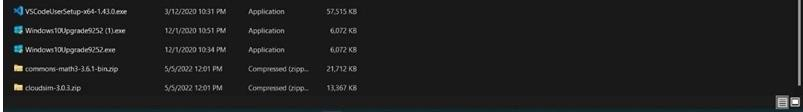 VSCodeUserSetup-x64-1.43.0.exe 3/12/2020 10:31 PM Application 57,515 KB
Windows10Upgrade9252 (1).exe 12/1/2020 10:51 PM Application 6,072 KB
Windows10Upgrade9252.exe 12/1/2020 10:34 PM Application 6,072 KB
commons-math3-3.6.1-bin.zip 5/5/2022 12:01 PM Compressed (zipp... 21,712 KB
cloudsim-3.0.3.zip 5/5/2022 12:01 PM Compressed (zipp... 13,367 KB